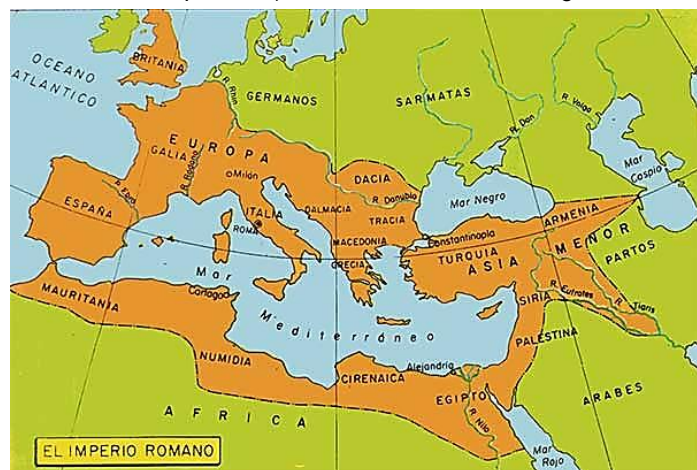 BRITANIA
OCEANO
ATLANTICO
GERMANOS
R. Rhin
SARMATAS
R. Don
R. Volga
Mar
Caspio
EUROPA
GALIA
R. Rodano
Milón
DACIA
R. Danubio
Mar Negro
ESPAÑA
R. Ebro
ITALIA
ROMA
DALMACIA
TRACIA
MACEDONIA
GRECIA
Constantinopla
TURQUIA
ASIA
MENOR
ARMENIA
PARTOS
Mar
Mediterráneo
MAURITANIA
Cartago
NUMIDIA
CIRENAICA
Alejandria
EGIPTO
R. Nilo
SIRIA
R. Eufrates
R. Tigris
PALESTINA
ARABES
AFRICA
Mar
Rojo
EL IMPERIO ROMANO